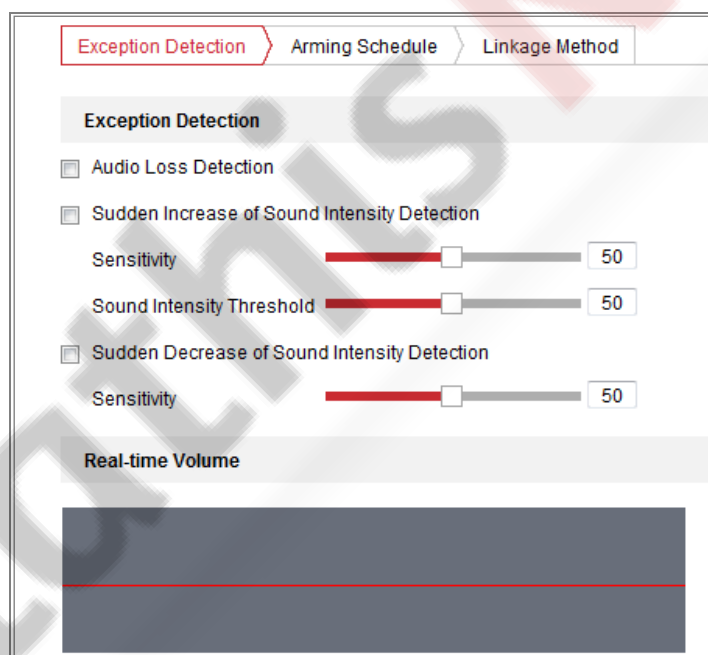 Exception Detection Arming Schedule Linkage Method
Exception Detection
Audio Loss Detection
Sudden Increase of Sound Intensity Detection
Sensitivity 50
Sound Intensity Threshold 50
Sudden Decrease of Sound Intensity Detection
Sensitivity 50
Real-time Volume